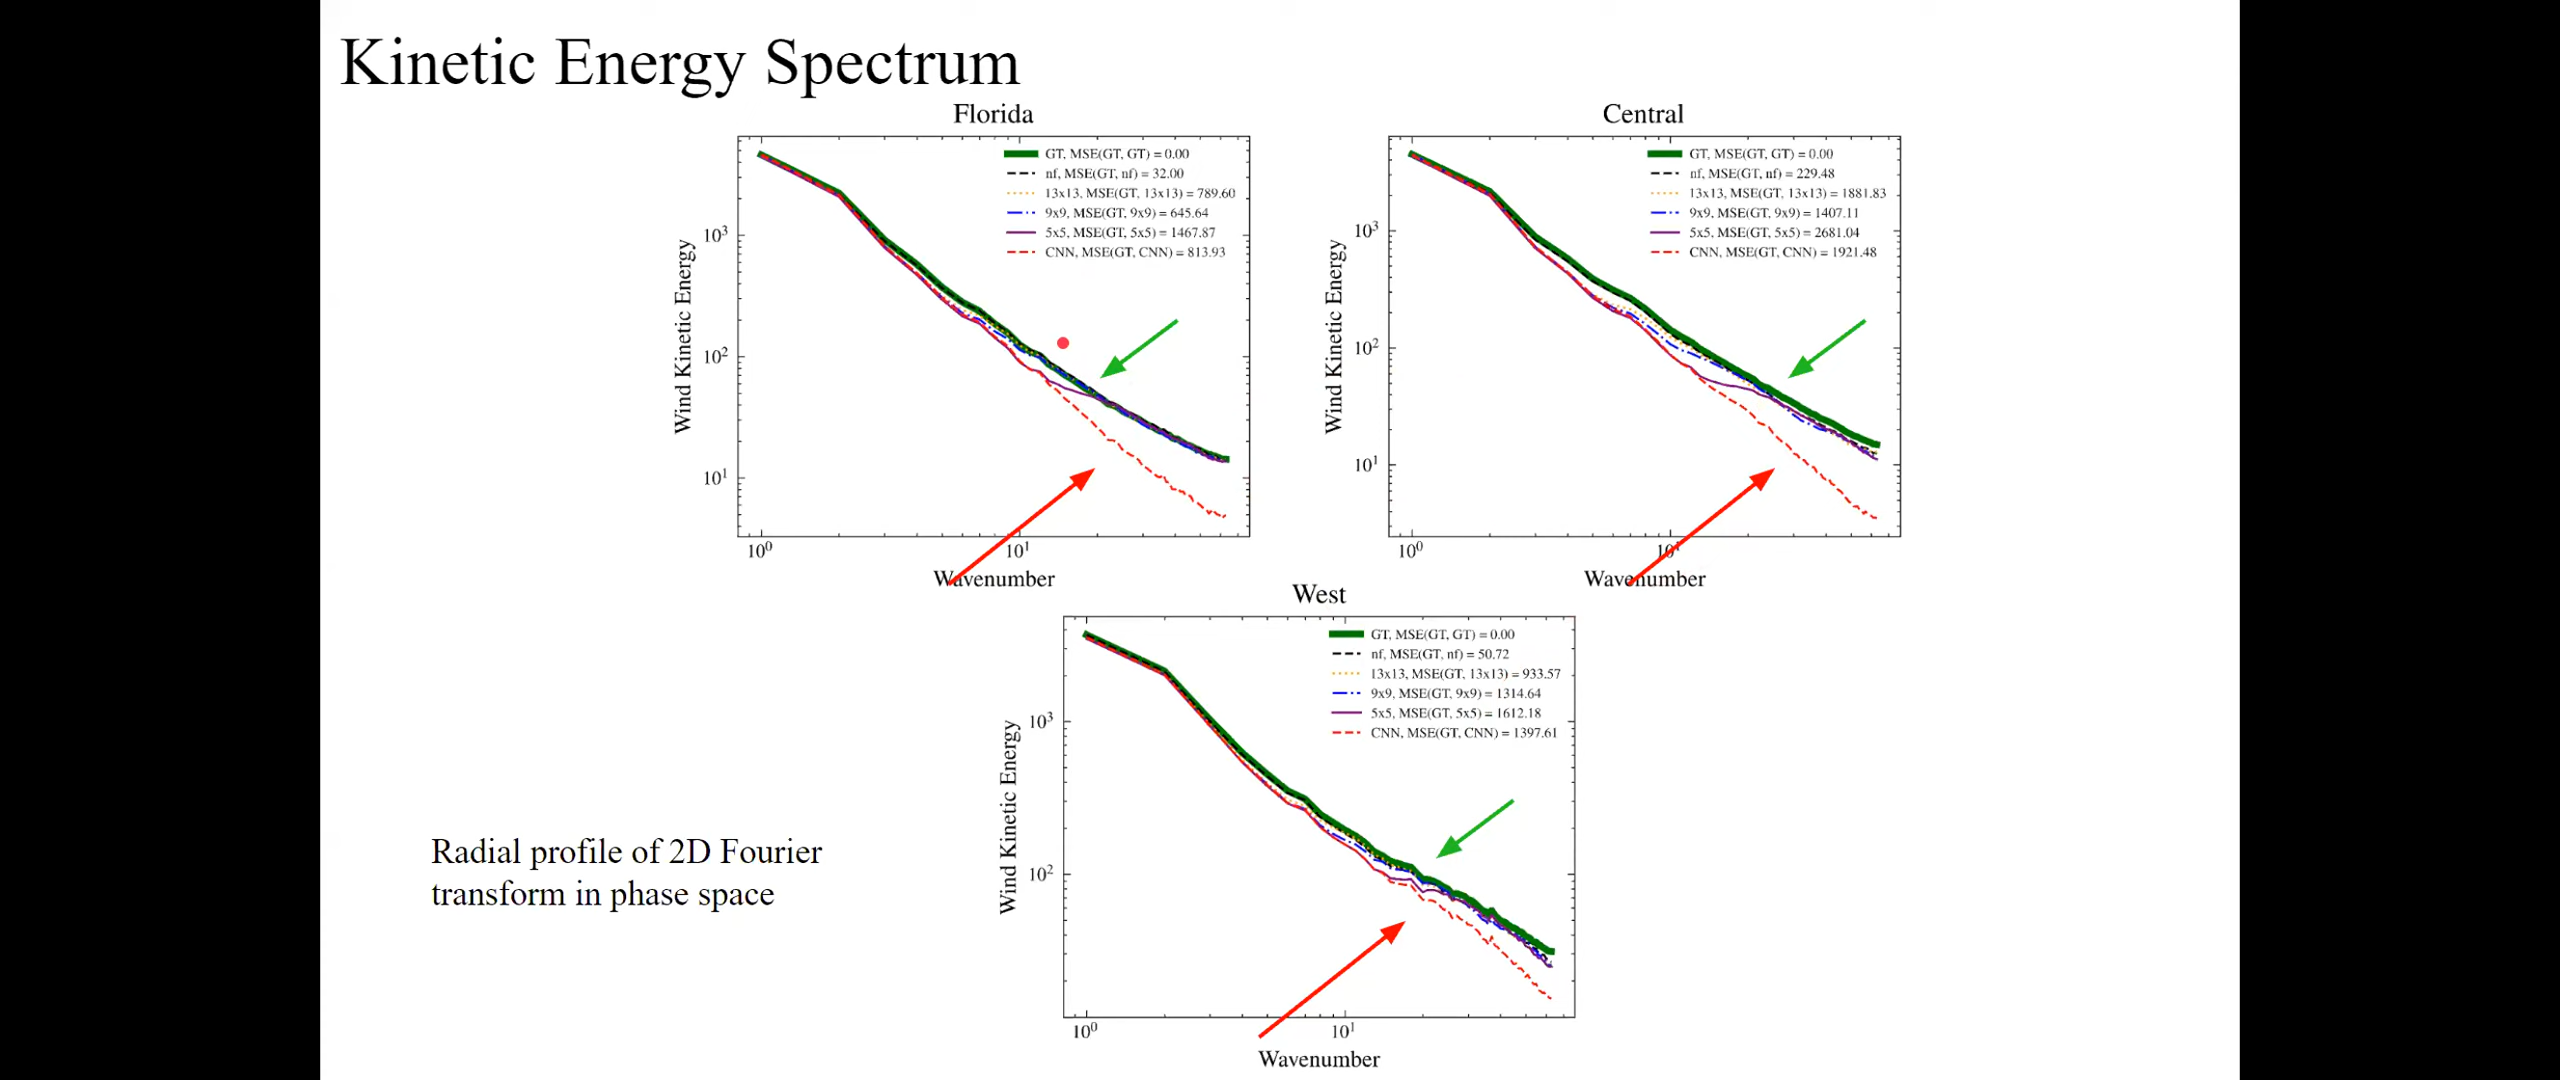 Kinetic Energy Spectrum
Florida
GT, MSE(GT, GT) = 0.00
nf, MSE(GT, nf) = 32.00
13x13, MSE(GT, 13x13) = 789.60
9x9, MSE(GT, 9x9) = 645.64
5x5, MSE(GT, 5x5) = 1467.87
CNN, MSE(GT, CNN) = 813.93
Wind Kinetic Energy
10³
10²
10¹
10⁰
10¹
Wavenumber
Central
GT, MSE(GT, GT) = 0.00
nf, MSE(GT, nf) = 229.48
13x13, MSE(GT, 13x13) = 1881.83
9x9, MSE(GT, 9x9) = 1407.11
5x5, MSE(GT, 5x5) = 2681.04
CNN, MSE(GT, CNN) = 1921.48
Wind Kinetic Energy
10³
10²
10¹
10⁰
10¹
Wavenumber
West
GT, MSE(GT, GT) = 0.00
nf, MSE(GT, nf) = 50.72
13x13, MSE(GT, 13x13) = 933.57
9x9, MSE(GT, 9x9) = 1314.64
5x5, MSE(GT, 5x5) = 1612.18
CNN, MSE(GT, CNN) = 1397.61
Wind Kinetic Energy
10³
10²
10⁰
10¹
Wavenumber
Radial profile of 2D Fourier
transform in phase space